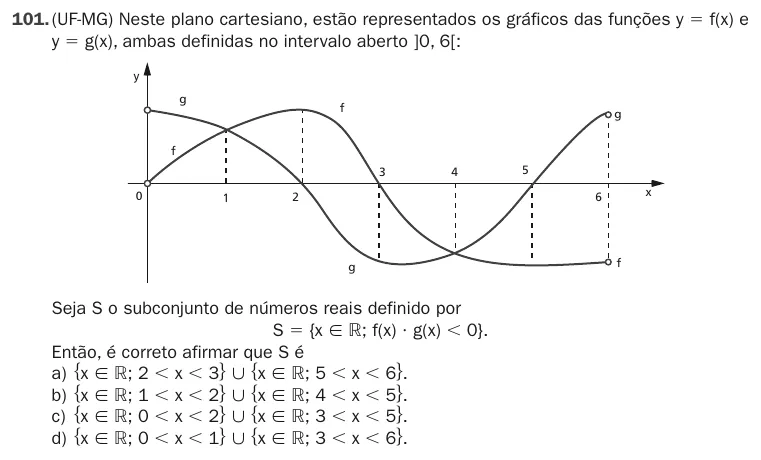 101. (UF-MG) Neste plano cartesiano, estão representados os gráficos das funções y = f(x) e
y = g(x), ambas definidas no intervalo aberto ]0, 6[:
y
g
f
f
g
3
4
5
0
1
2
6
x
g
f
Seja S o subconjunto de números reais definido por
S = {x ∈ ℝ; f(x) · g(x) < 0}.
Então, é correto afirmar que S é
a) {x ∈ ℝ; 2 < x < 3} ∪ {x ∈ ℝ; 5 < x < 6}.
b) {x ∈ ℝ; 1 < x < 2} ∪ {x ∈ ℝ; 4 < x < 5}.
c) {x ∈ ℝ; 0 < x < 2} ∪ {x ∈ ℝ; 3 < x < 5}.
d) {x ∈ ℝ; 0 < x < 1} ∪ {x ∈ ℝ; 3 < x < 6}.